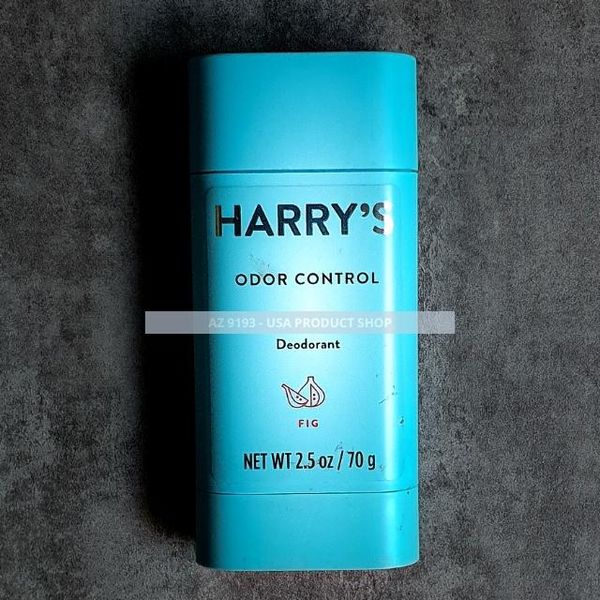 HARRY'S
ODOR CONTROL
AZ 9193 - USA PRODUCT SHOP
Deodorant
FIG
NET WT 2.5 oz / 70 g